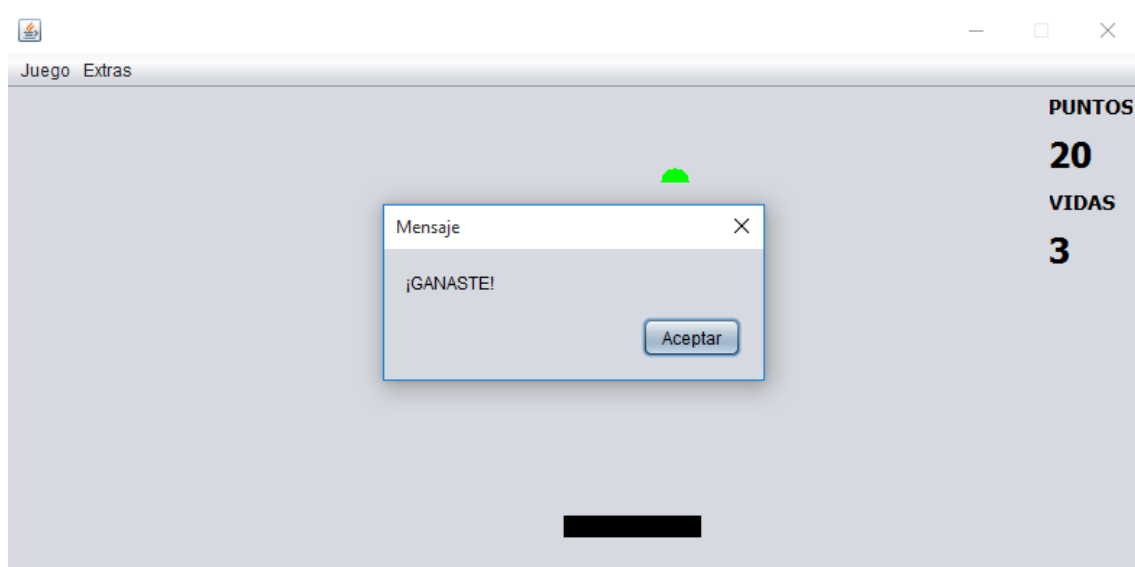 Juego Extras
PUNTOS
20
VIDAS
3
Mensaje
¡GANASTE!
Aceptar